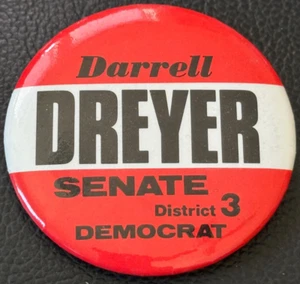 Darrell
DREYER
SENATE
District 3
DEMOCRAT